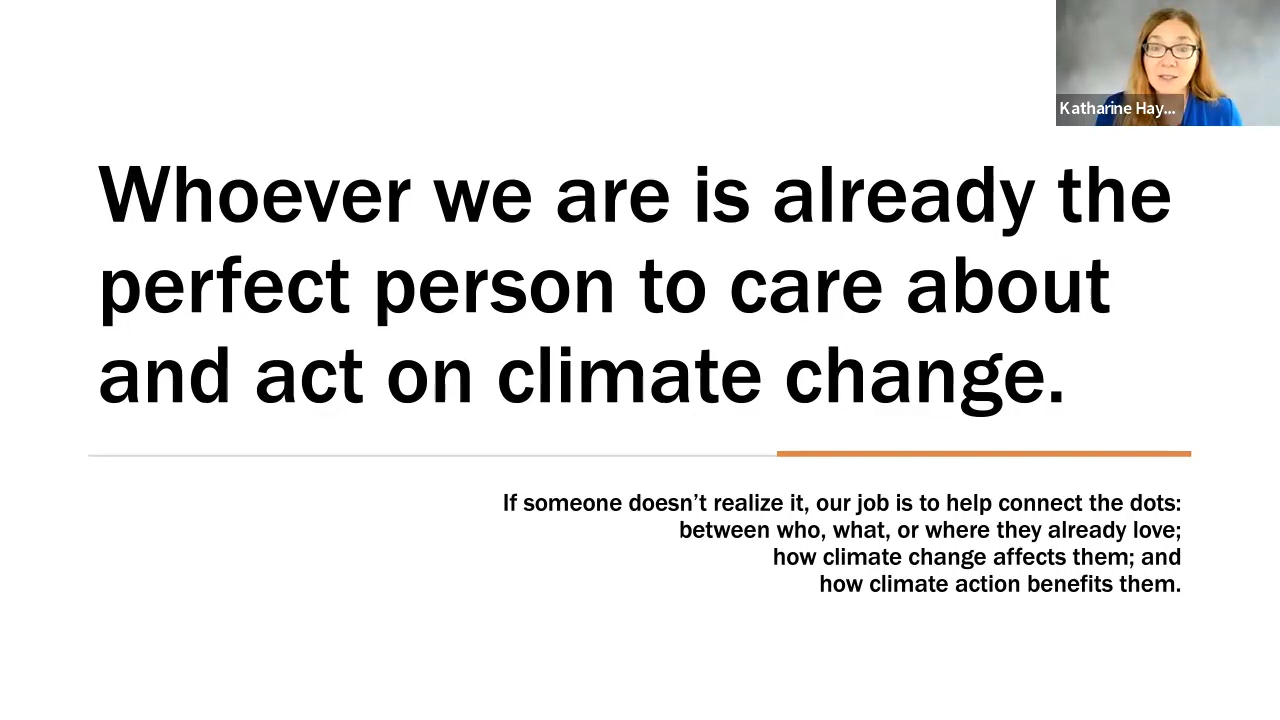 Katharine Hay...
Whoever we are is already the
perfect person to care about
and act on climate change.
If someone doesn’t realize it, our job is to help connect the dots:
between who, what, or where they already love;
how climate change affects them; and
how climate action benefits them.